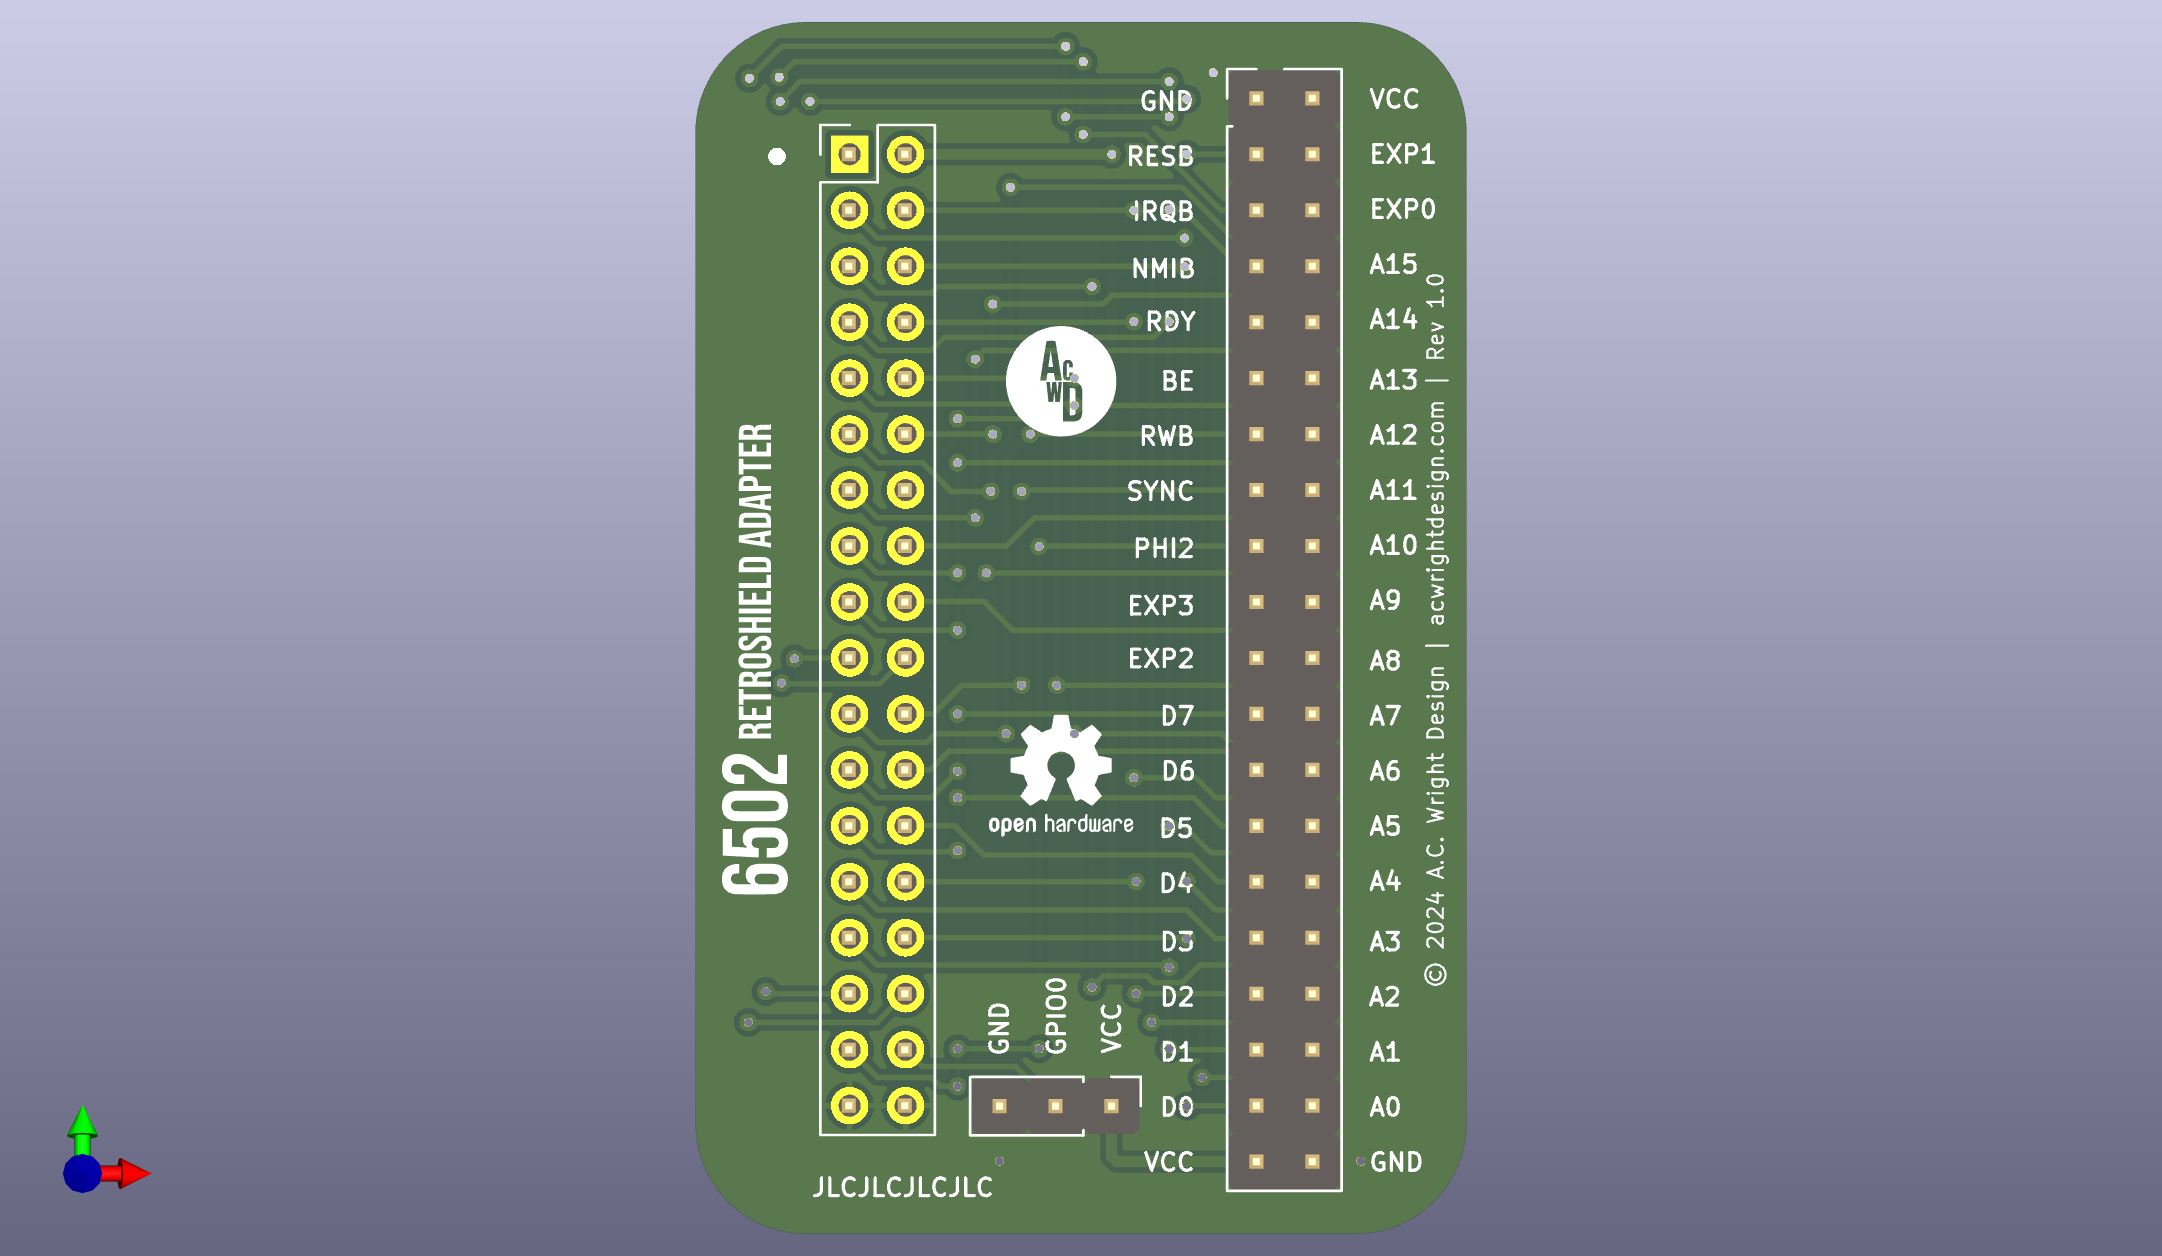 GND VCC
RESB EXP1
IRQB EXP0
NMIB A15
RDY A14
BE A13
RWB A12
SYNC A11
PHI2 A10
EXP3 A9
EXP2 A8
D7 A7
D6 A6
D5 A5
D4 A4
D3 A3
D2 A2
D1 A1
D0 A0
VCC GND
ACWD
open hardware
GND GPIO0 VCC
6502 RETROSHIELD ADAPTER
JLCJLCJLCJLC
© 2024 A.C. Wright Design | acwrightdesign.com | Rev 1.0